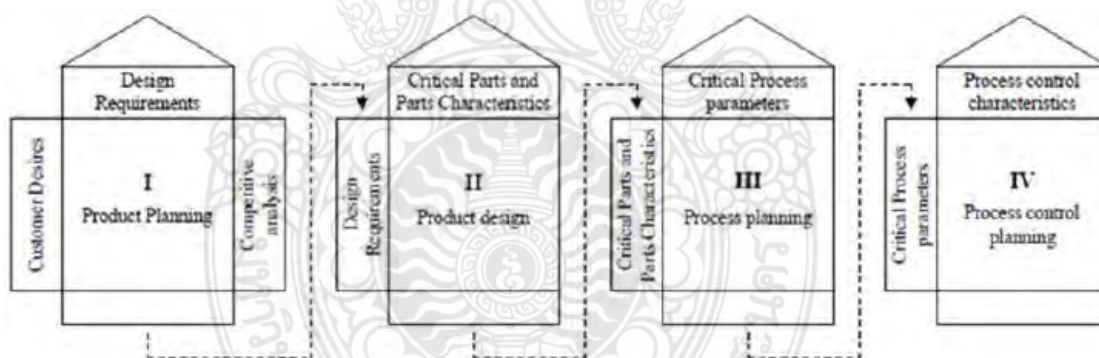 Design
Requirements
Customer Desires
I
Product Planning
Competitive
analysis
Critical Parts and
Parts Characteristics
Design
Requirements
II
Product design
Critical Process
parameters
Critical Parts and
Parts Characteristics
III
Process planning
Process control
characteristics
Critical Process
parameters
IV
Process control
planning